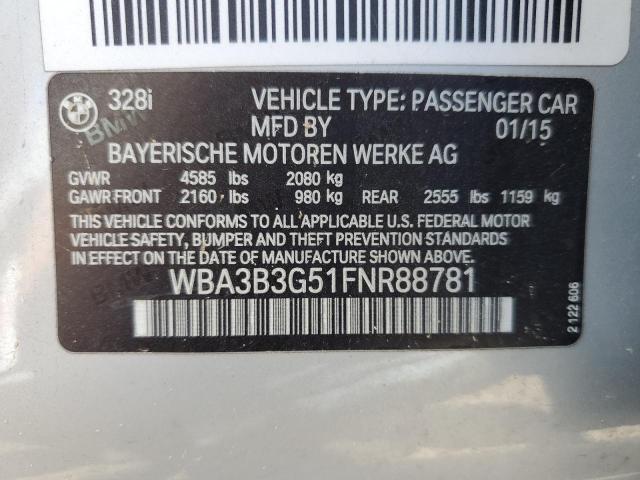 BMW 328i VEHICLE TYPE: PASSENGER CAR
MFD BY 01/15
BAYERISCHE MOTOREN WERKE AG
GVWR 4585 lbs 2080 kg
GAWR FRONT 2160 lbs 980 kg REAR 2555 lbs 1159 kg
THIS VEHICLE CONFORMS TO ALL APPLICABLE U.S. FEDERAL MOTOR
VEHICLE SAFETY, BUMPER AND THEFT PREVENTION STANDARDS
IN EFFECT ON THE DATE OF MANUFACTURE SHOWN ABOVE.
WBA3B3G51FNR88781
2 122 606